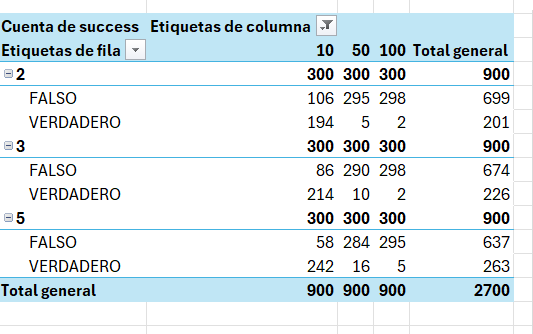 Cuenta de success Etiquetas de columna
Etiquetas de fila 10 50 100 Total general
2 300 300 300 900
FALSO 106 295 298 699
VERDADERO 194 5 2 201
3 300 300 300 900
FALSO 86 290 298 674
VERDADERO 214 10 2 226
5 300 300 300 900
FALSO 58 284 295 637
VERDADERO 242 16 5 263
Total general 900 900 900 2700